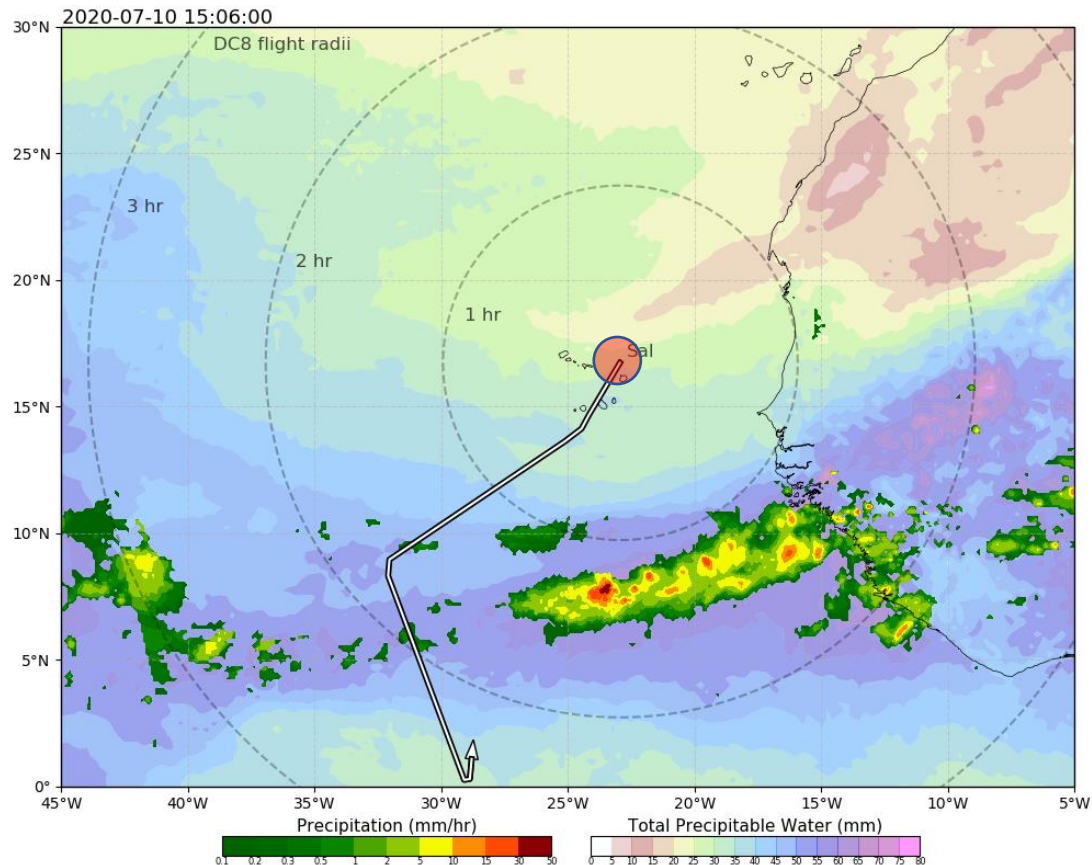 2020-07-10 15:06:00
30°N
DC8 flight radii
25°N
3 hr
2 hr
20°N
1 hr
Sal
15°N
10°N
5°N
0°
45°W 40°W 35°W 30°W 25°W 20°W 15°W 10°W 5°W
Precipitation (mm/hr) Total Precipitable Water (mm)
0.1 0.2 0.3 0.5 1 2 5 10 15 30 50 0 5 10 15 20 25 30 35 40 45 50 55 60 65 70 75 80